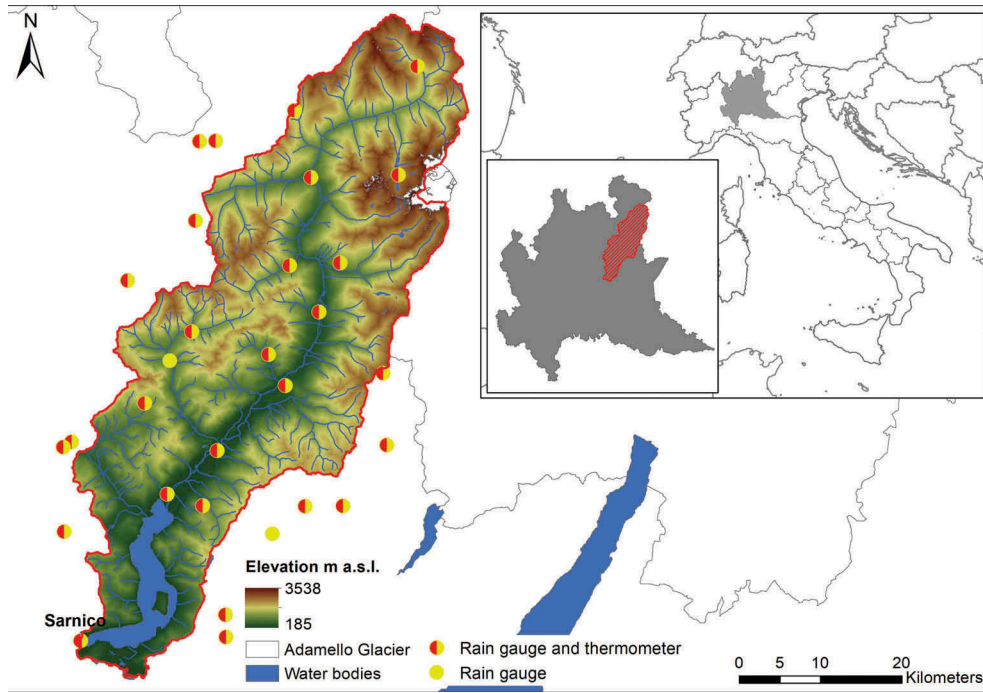 N
Sarnico
Elevation m a.s.l.
3538
185
Adamello Glacier
Water bodies
Rain gauge and thermometer
Rain gauge
0 5 10 20
Kilometers